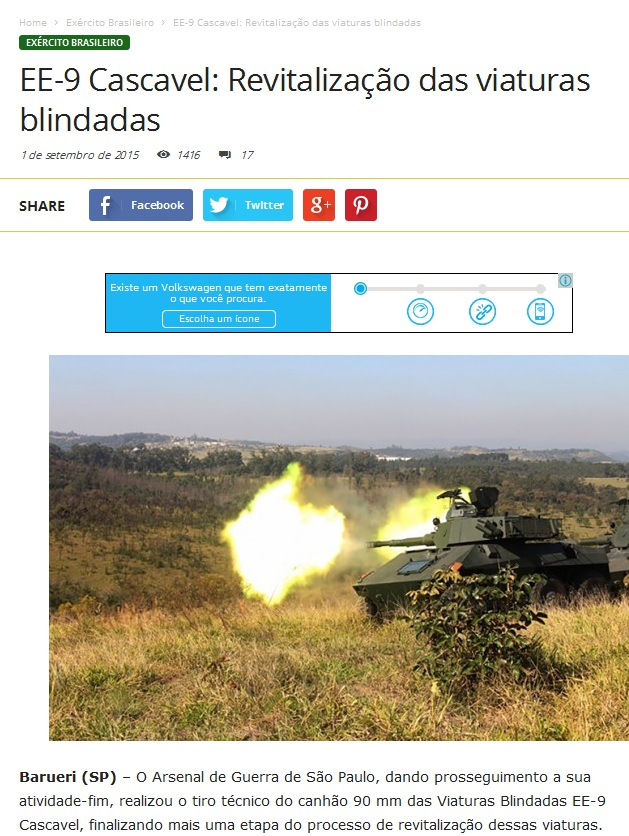 Home > Exército Brasileiro > EE-9 Cascavel: Revitalização das viaturas blindadas
EXÉRCITO BRASILEIRO
EE-9 Cascavel: Revitalização das viaturas
blindadas
1 de setembro de 2015 1416 17
SHARE Facebook Twitter g+
Existe um Volkswagen que tem exatamente
o que você procura.
Escolha um ícone
Barueri (SP) – O Arsenal de Guerra de São Paulo, dando prosseguimento a sua
atividade-fim, realizou o tiro técnico do canhão 90 mm das Viaturas Blindadas EE-9
Cascavel, finalizando mais uma etapa do processo de revitalização dessas viaturas.